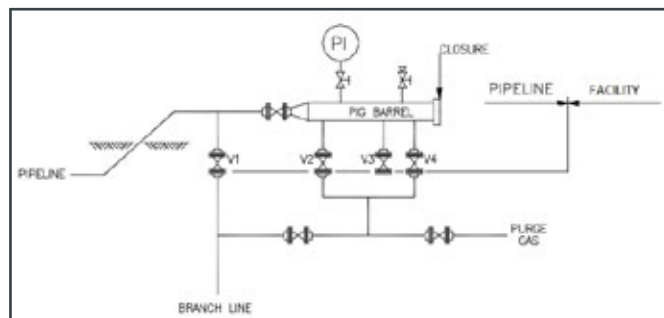 PI
CLOSURE
PIPELINE
FACILITY
PIG BARREL
V1
V2
V3
V4
PIPELINE
PURGE
GAS
BRANCH LINE